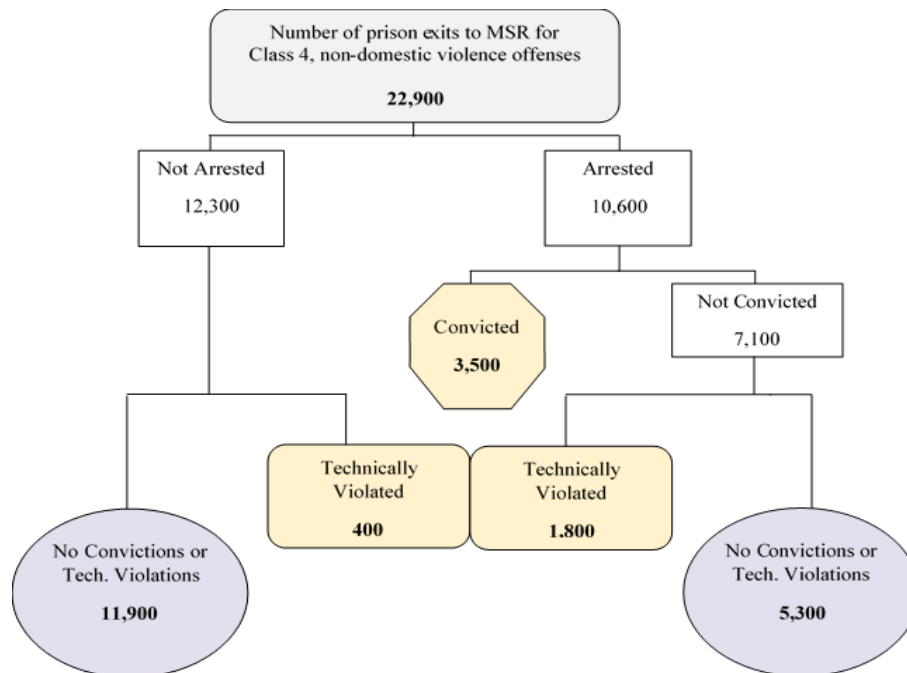 Number of prison exits to MSR for
Class 4, non-domestic violence offenses
22,900
Not Arrested
12,300
Arrested
10,600
Convicted
3,500
Not Convicted
7,100
Technically
Violated
400
Technically
Violated
1.800
No Convictions or
Tech. Violations
11,900
No Convictions or
Tech. Violations
5,300